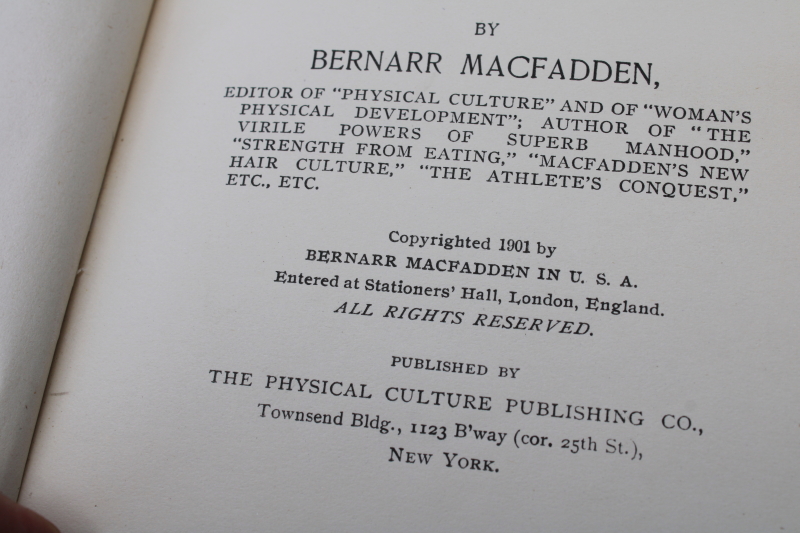 BY
BERNARR MACFADDEN,
EDITOR OF "PHYSICAL CULTURE" AND OF "WOMAN'S
PHYSICAL DEVELOPMENT"; AUTHOR OF "THE
VIRILE POWERS OF SUPERB MANHOOD,"
"STRENGTH FROM EATING," "MACFADDEN'S NEW
HAIR CULTURE," "THE ATHLETE'S CONQUEST,"
ETC., ETC.
Copyrighted 1901 by
BERNARR MACFADDEN IN U. S. A.
Entered at Stationers' Hall, London, England.
ALL RIGHTS RESERVED.
PUBLISHED BY
THE PHYSICAL CULTURE PUBLISHING CO.,
Townsend Bldg., 1123 B'way (cor. 25th St.),
NEW YORK.